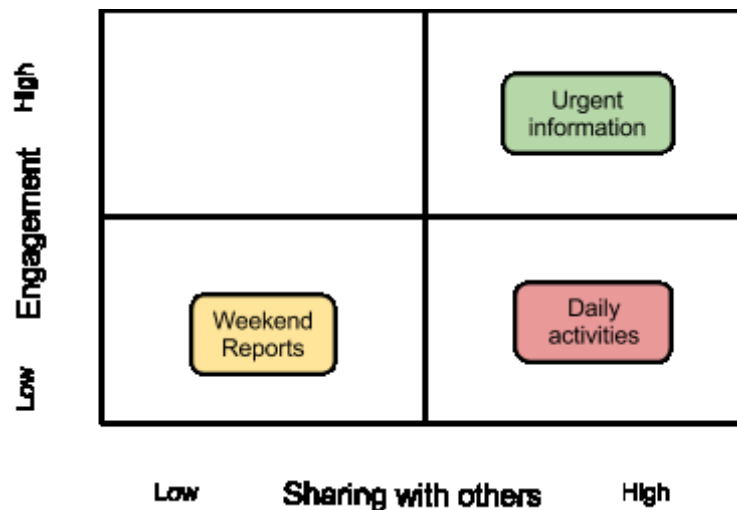 High
Urgent
information
Engagement
Weekend
Reports
Daily
activities
Low
Low
Sharing with others
High